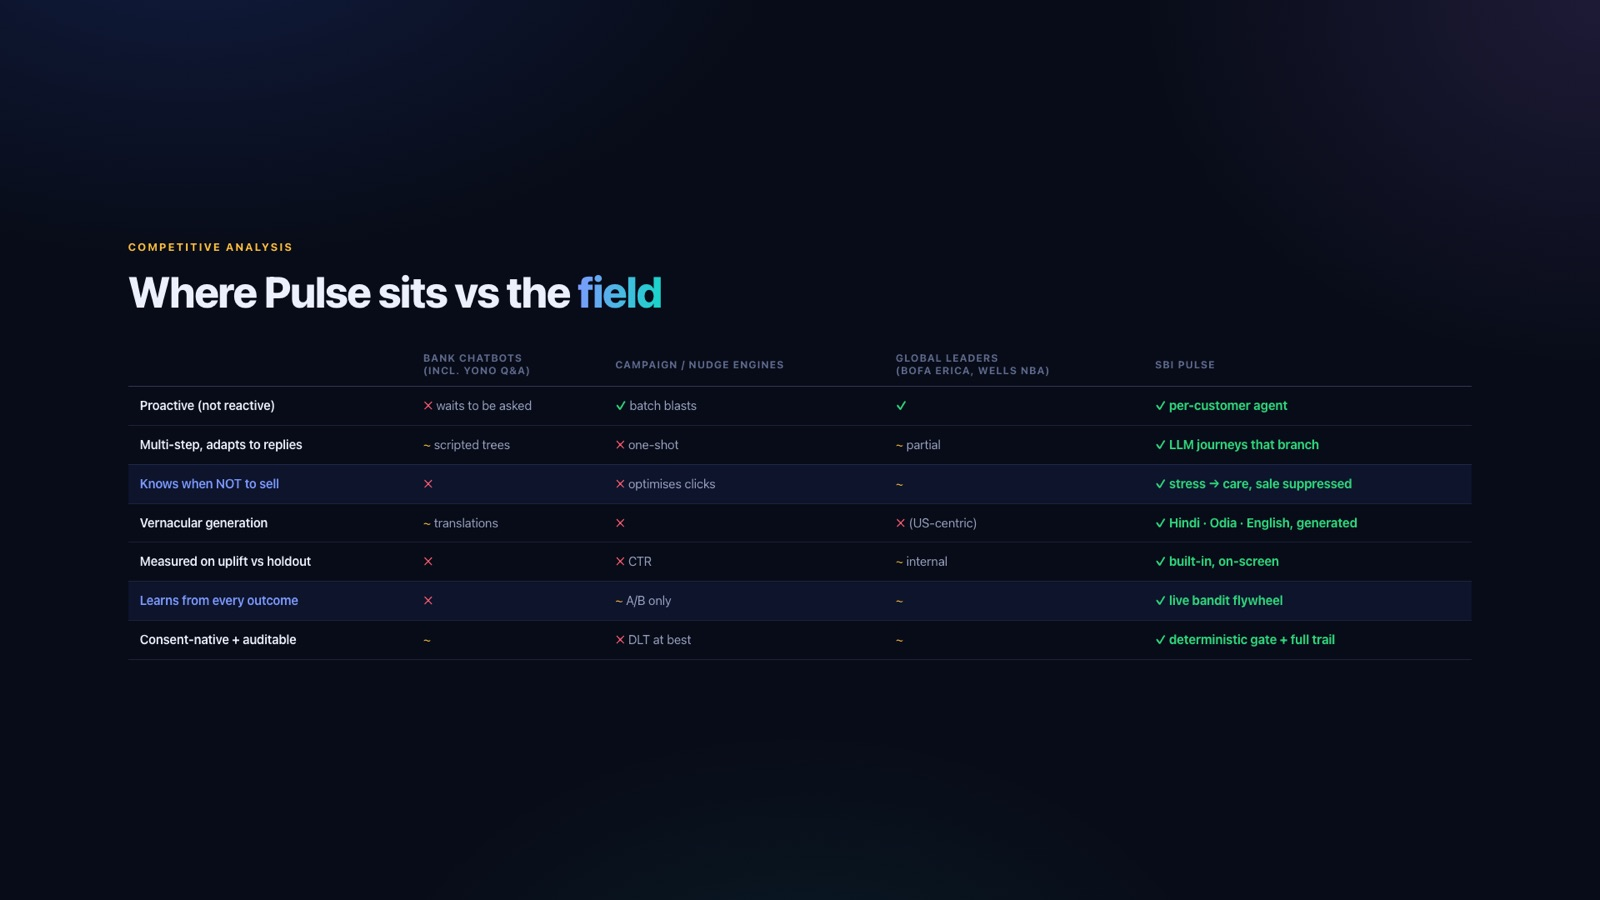 COMPETITIVE ANALYSIS
Where Pulse sits vs the field
BANK CHATBOTS
(INCL. YONO Q&A)
CAMPAIGN / NUDGE ENGINES
GLOBAL LEADERS
(BOFA ERICA, WELLS NBA)
SBI PULSE
Proactive (not reactive) ✕ waits to be asked ✓ batch blasts ✓ ✓ per-customer agent
Multi-step, adapts to replies ~ scripted trees ✕ one-shot ~ partial ✓ LLM journeys that branch
Knows when NOT to sell ✕ ✕ optimises clicks ~ ✓ stress → care, sale suppressed
Vernacular generation ~ translations ✕ ✕ (US-centric) ✓ Hindi · Odia · English, generated
Measured on uplift vs holdout ✕ ✕ CTR ~ internal ✓ built-in, on-screen
Learns from every outcome ✕ ~ A/B only ~ ✓ live bandit flywheel
Consent-native + auditable ~ ✕ DLT at best ~ ✓ deterministic gate + full trail